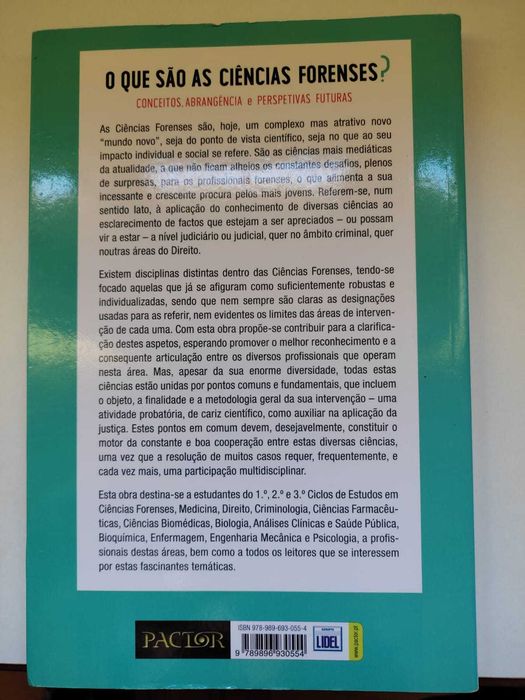 O QUE SÃO AS CIÊNCIAS FORENSES?
CONCEITOS, ABRANGÊNCIA e PERSPETIVAS FUTURAS
As Ciências Forenses são, hoje, um complexo mas atrativo novo
“mundo novo”, seja do ponto de vista científico, seja no que ao seu
impacto individual e social se refere. São as ciências mais mediáticas
da atualidade, a que não ficam alheios os constantes desafios, plenos
de surpresas, para os profissionais forenses, o que alimenta a sua
incessante e crescente procura pelos mais jovens. Referem-se, num
sentido lato, à aplicação do conhecimento de diversas ciências ao
esclarecimento de factos que estejam a ser apreciados – ou possam
vir a estar – a nível judiciário ou judicial, quer no âmbito criminal, quer
noutras áreas do Direito.
Existem disciplinas distintas dentro das Ciências Forenses, tendo-se
focado aquelas que já se afiguram como suficientemente robustas e
individualizadas, sendo que nem sempre são claras as designações
usadas para as referir, nem evidentes os limites das áreas de interven-
ção de cada uma. Com esta obra propõe-se contribuir para a clarifica-
ção destes aspetos, esperando promover o melhor reconhecimento e a
consequente articulação entre os diversos profissionais que operam
nesta área. Mas, apesar da sua enorme diversidade, todas estas
ciências estão unidas por pontos comuns e fundamentais, que incluem
o objeto, a finalidade e a metodologia geral da sua intervenção – uma
atividade probatória, de cariz científico, como auxiliar na aplicação da
justiça. Estes pontos em comum devem, desejavelmente, constituir o
motor da constante e boa cooperação entre estas diversas ciências,
uma vez que a resolução de muitos casos requer, frequentemente, e
cada vez mais, uma participação multidisciplinar.
Esta obra destina-se a estudantes do 1.º, 2.º e 3.º Ciclos de Estudos em
Ciências Forenses, Medicina, Direito, Criminologia, Ciências Farmacêu-
ticas, Ciências Biomédicas, Biologia, Análises Clínicas e Saúde Pública,
Bioquímica, Enfermagem, Engenharia Mecânica e Psicologia, a profis-
sionais destas áreas, bem como a todos os leitores que se interessem
por estas fascinantes temáticas.
PACTOR
ISBN 978-989-693-055-4
9 789896 930554
LIDEL
www.pactor.pt